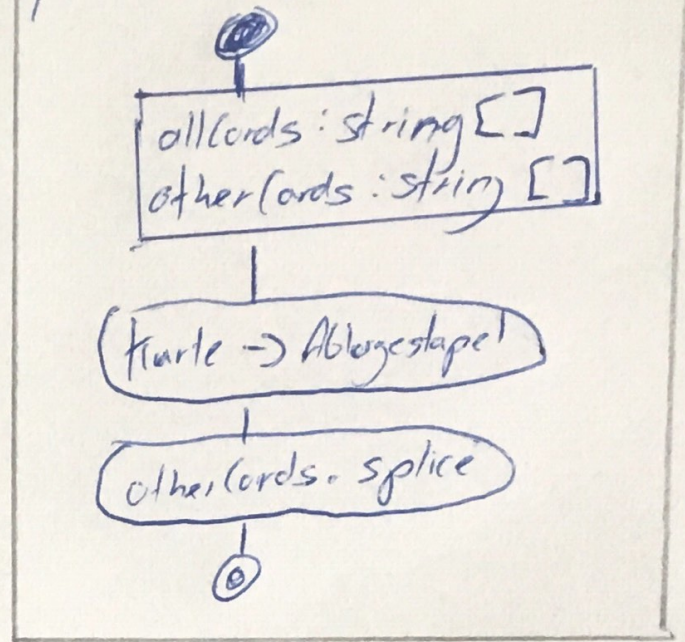 allCards : string []
otherCards : string []
Karte -> Ablagestapel
otherCards. splice